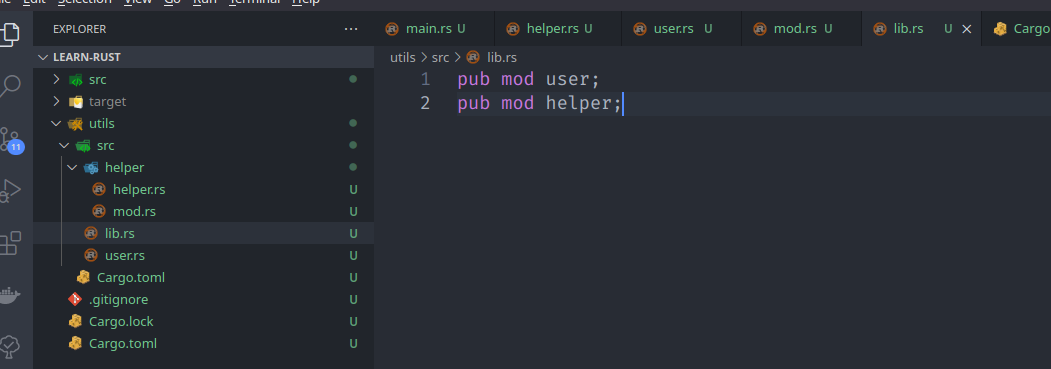 File Edit Selection View Go Run Terminal Help
EXPLORER ...
main.rs U helper.rs U user.rs U mod.rs U lib.rs U Cargo
LEARN-RUST
utils > src > lib.rs
src
1 pub mod user;
target
2 pub mod helper;
utils
src
11
helper
helper.rs U
mod.rs U
lib.rs U
user.rs U
Cargo.toml U
.gitignore U
Cargo.lock U
Cargo.toml U